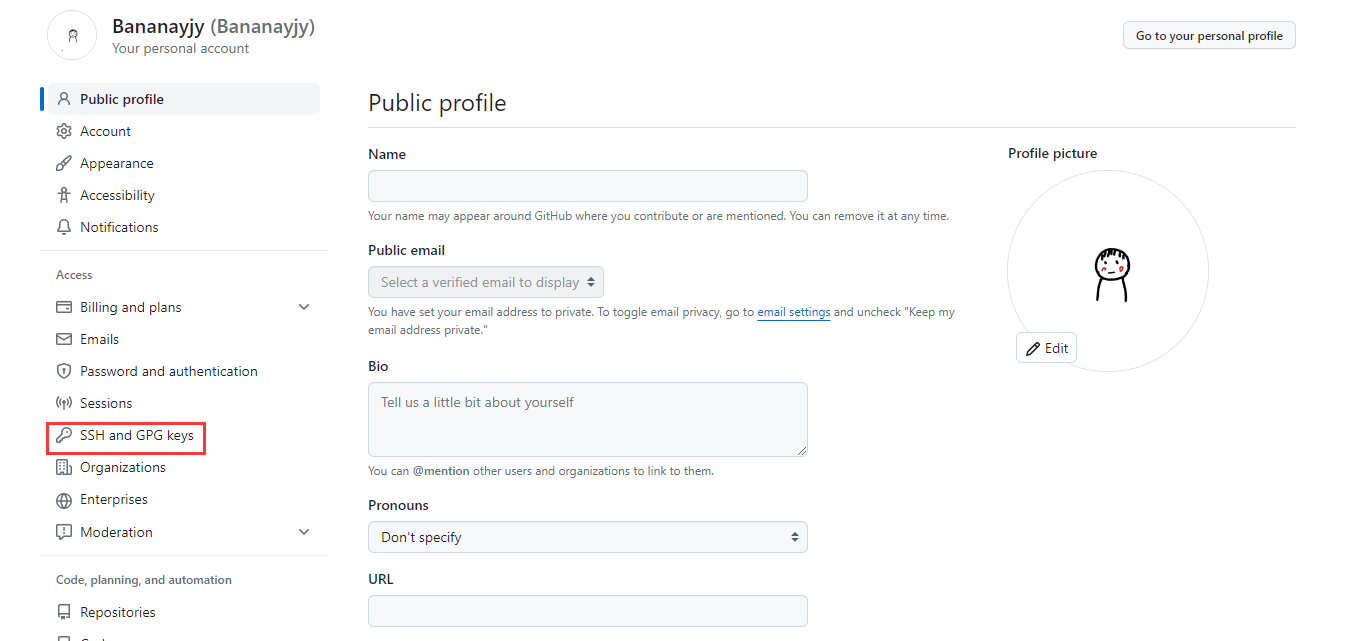 Bananayjy (Bananayjy)
Your personal account
Go to your personal profile
Public profile
Account
Appearance
Accessibility
Notifications
Access
Billing and plans
Emails
Password and authentication
Sessions
SSH and GPG keys
Organizations
Enterprises
Moderation
Code, planning, and automation
Repositories
Public profile
Name
Your name may appear around GitHub where you contribute or are mentioned. You can remove it at any time.
Public email
Select a verified email to display
You have set your email address to private. To toggle email privacy, go to email settings and uncheck "Keep my
email address private."
Bio
Tell us a little bit about yourself
You can @mention other users and organizations to link to them.
Pronouns
Don't specify
URL
Profile picture
Edit